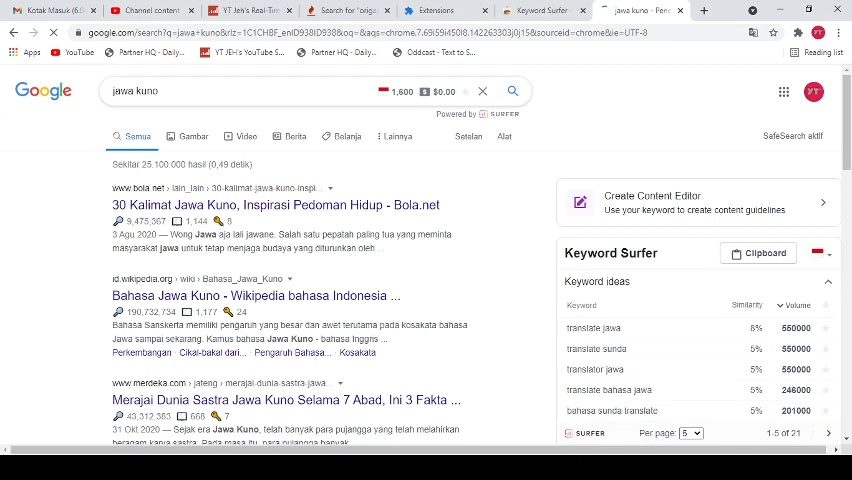 Kotak Masuk (6.0
Channel content
YT Jeh's Real-Tim
Search for "origa
Extensions
Keyword Surfer -
jawa kuno - Pene
google.com/search?q=jawa+kuno&rlz=1C1CHBF_enID938ID938&oq=&aqs=chrome.7.69i59i450l8.142263303j0j15&sourceid=chrome&ie=UTF-8
YT
Apps
YouTube
Partner HQ - Daily...
YT JEH's YouTube S...
Partner HQ - Daily...
Oddcast - Text to S...
Reading list
Google
jawa kuno
1,600
$0.00
YT
Powered by SURFER
Semua
Gambar
Video
Berita
Belanja
Lainnya
Setelan
Alat
SafeSearch aktif
Sekitar 25.100.000 hasil (0,49 detik)
www.bola.net › lain_lain › 30-kalimat-jawa-kuno-inspi...
30 Kalimat Jawa Kuno, Inspirasi Pedoman Hidup - Bola.net
9,475,367 1,144 8
3 Agu 2020 — Wong Jawa aja lali jawane. Salah satu pepatah paling tua yang meminta
masyarakat jawa untuk tetap menjaga budaya yang diturunkan oleh ...
id.wikipedia.org › wiki › Bahasa_Jawa_Kuno
Bahasa Jawa Kuno - Wikipedia bahasa Indonesia ...
190,732,734 1,177 24
Bahasa Sanskerta memiliki pengaruh yang besar dan awet terutama pada kosakata bahasa
Jawa sampai sekarang. Kamus bahasa Jawa Kuno - bahasa Inggris ...
Perkembangan · Cikal-bakal dari... · Pengaruh Bahasa... · Kosakata
www.merdeka.com › jateng › merajai-dunia-sastra-jawa...
Merajai Dunia Sastra Jawa Kuno Selama 7 Abad, Ini 3 Fakta ...
43,312,383 668 7
31 Okt 2020 — Sejak era Jawa Kuno, telah banyak para pujangga yang telah melahirkan
beragam karya sastra. Pada masa itu, para pujangga banyak
Create Content Editor
Use your keyword to create content guidelines
Keyword Surfer
Clipboard
Keyword ideas
Keyword Similarity Volume
translate jawa 8% 550000
translate sunda 5% 550000
translator jawa 5% 550000
translate bahasa jawa 5% 246000
bahasa sunda translate 5% 201000
SURFER
Per page: 5
1-5 of 21